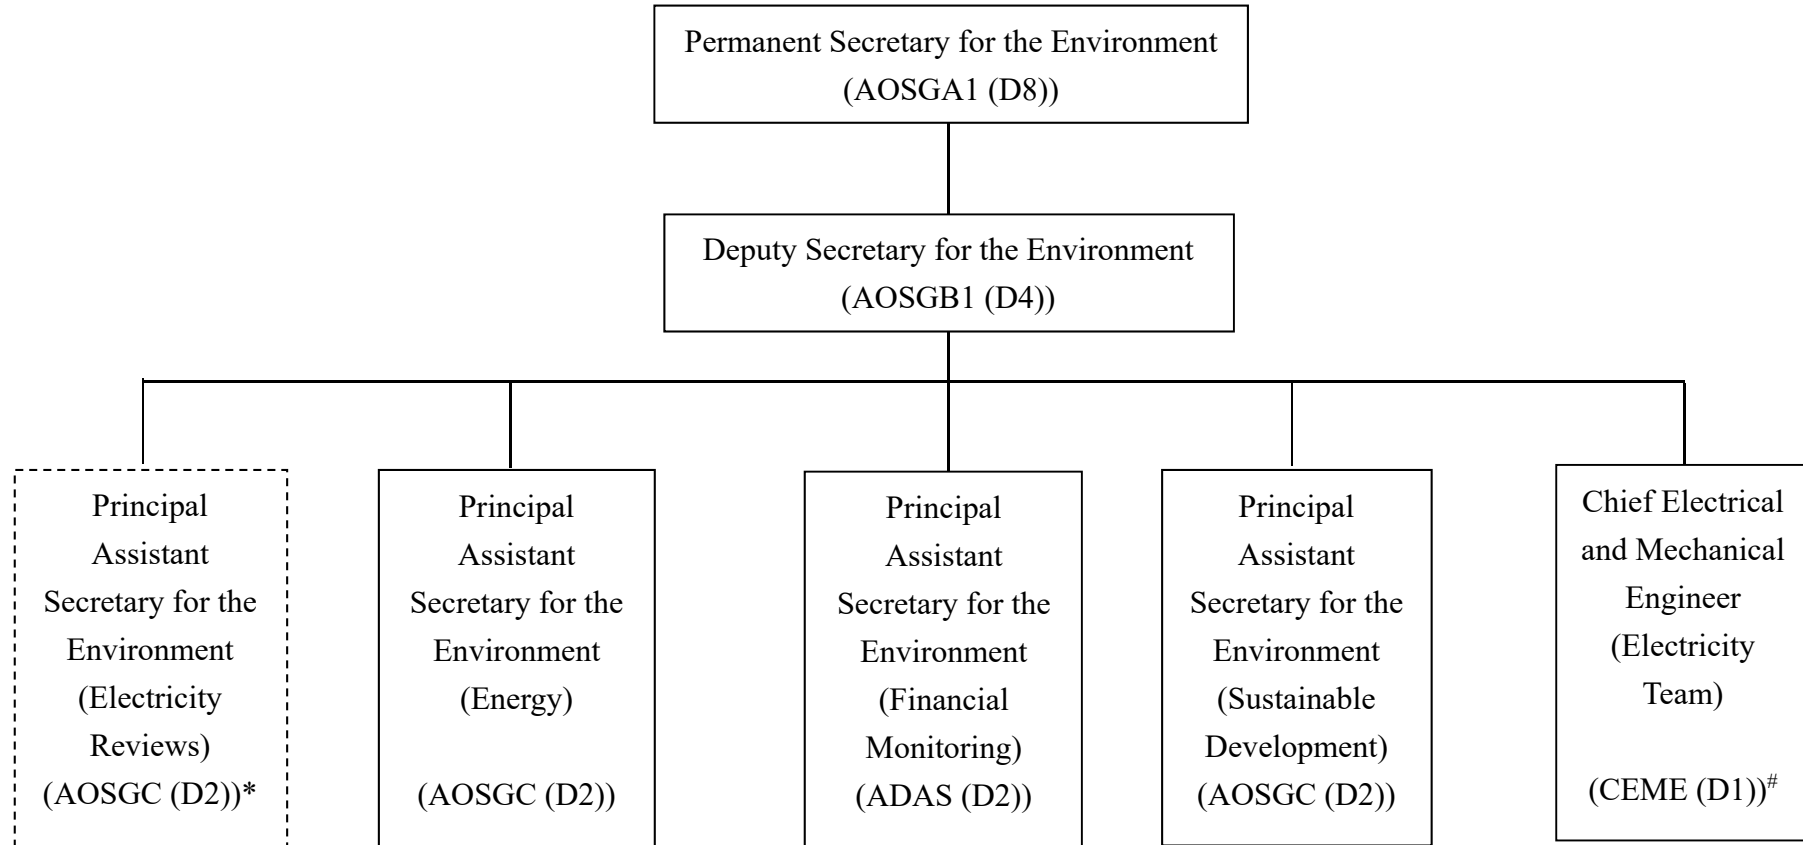 Permanent Secretary for the Environment
(AOSGA1 (D8))
Deputy Secretary for the Environment
(AOSGB1 (D4))
Principal
Assistant
Secretary for the
Environment
(Electricity
Reviews)
(AOSGC (D2))*
Principal
Assistant
Secretary for the
Environment
(Energy)
(AOSGC (D2))
Principal
Assistant
Secretary for the
Environment
(Financial
Monitoring)
(ADAS (D2))
Principal
Assistant
Secretary for the
Environment
(Sustainable
Development)
(AOSGC (D2))
Chief Electrical
and Mechanical
Engineer
(Electricity
Team)
(CEME (D1))#